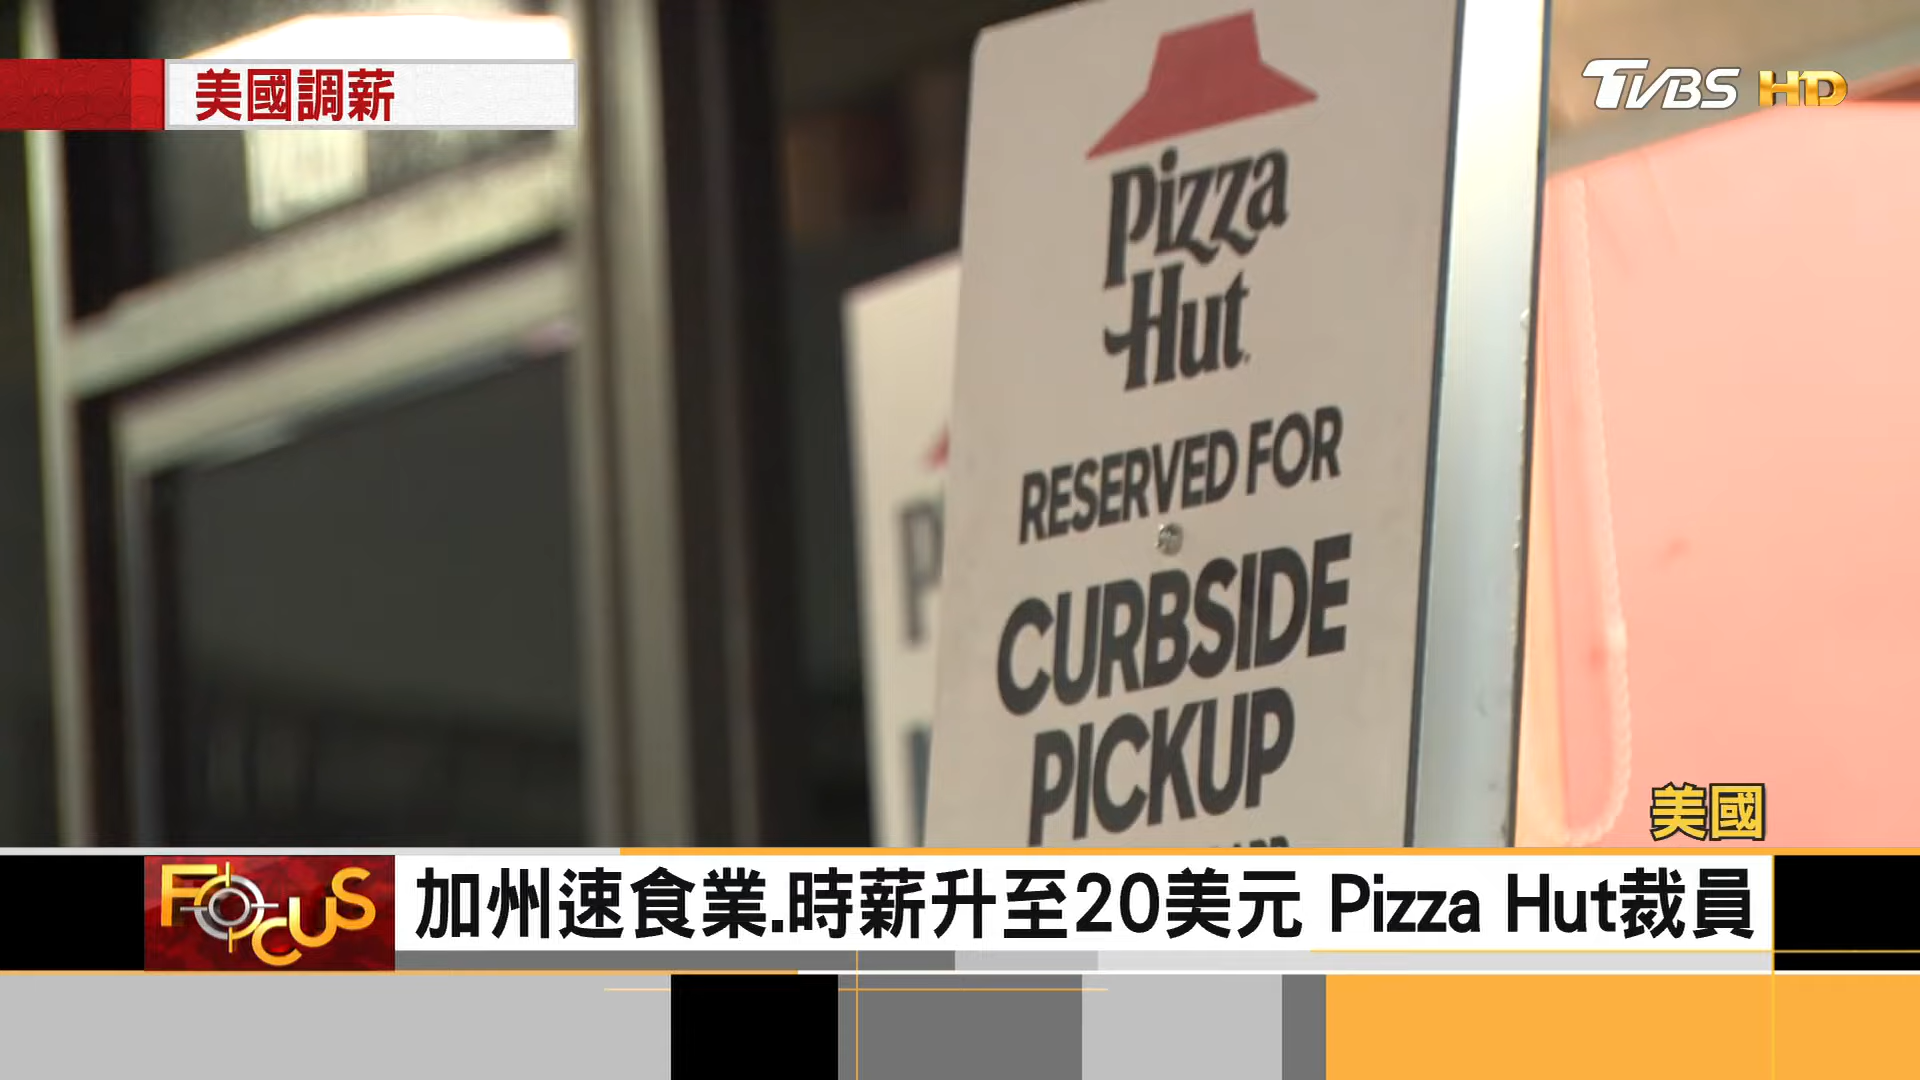 美國調薪
TVBS HD
Pizza
Hut
RESERVED FOR
CURBSIDE
PICKUP
美國
FOCUS
加州速食業.時薪升至20美元 Pizza Hut裁員